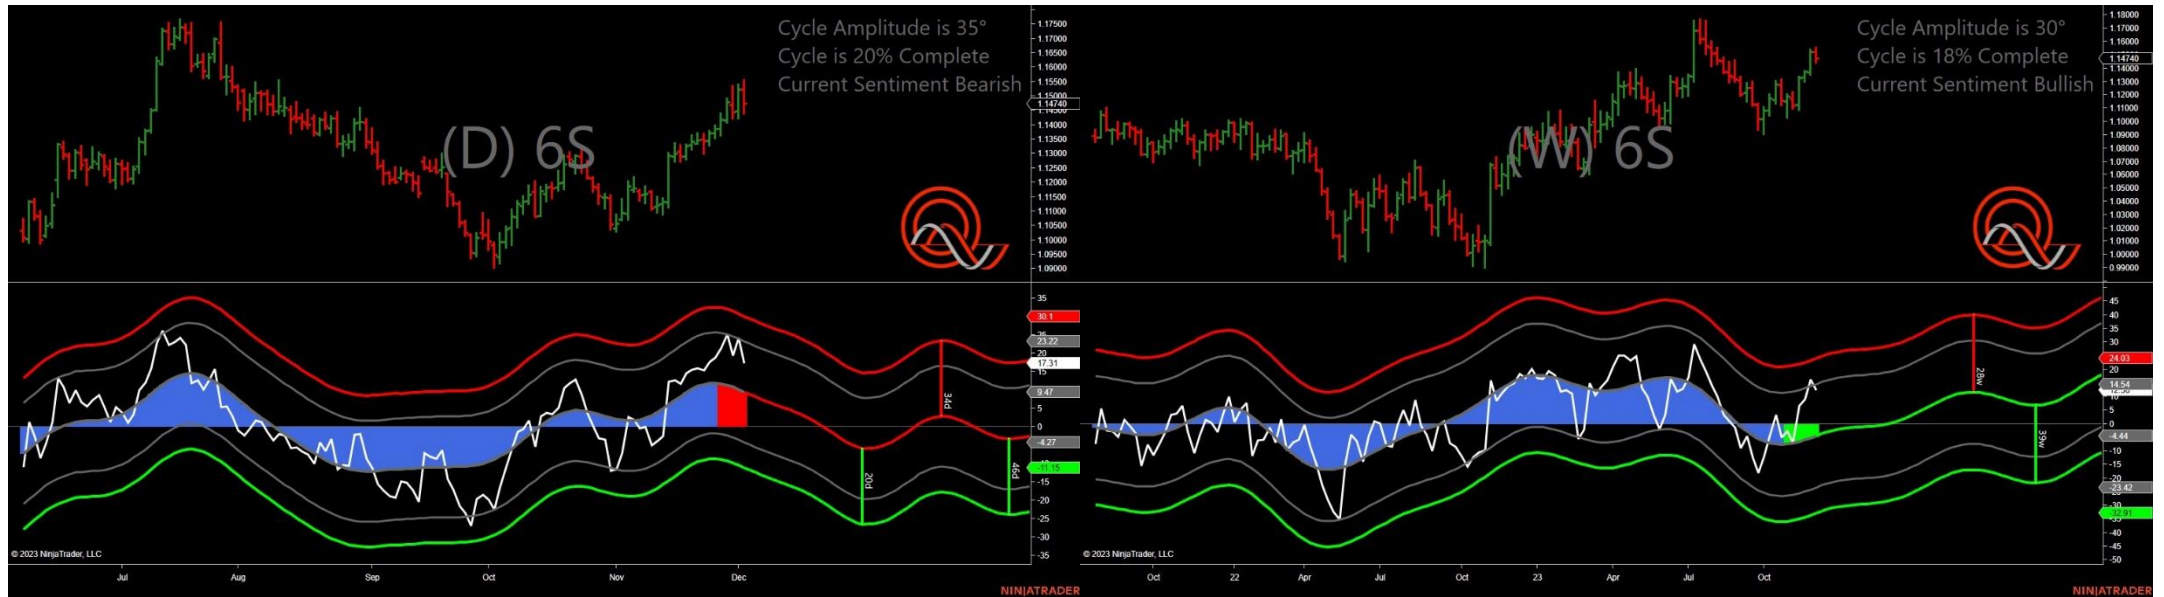 Cycle Amplitude is 35°
Cycle is 20% Complete
Current Sentiment Bearish
(D) 6S
1.17500
1.16500
1.16000
1.15500
1.15000
1.14740
1.14000
1.13500
1.13000
1.12500
1.12000
1.11500
1.11000
1.10500
1.10000
1.09500
1.09000
35
30.1
25
23.22
20
17.31
15
9.47
5
0
-4.27
-11.15
-15
-20
-25
-30
-35
34d
20d
46d
© 2023 NinjaTrader, LLC
Jul
Aug
Sep
Oct
Nov
Dec
NINJATRADER
Cycle Amplitude is 30°
Cycle is 18% Complete
Current Sentiment Bullish
(W) 6S
1.18000
1.16000
1.14740
1.14000
1.12000
1.11000
1.10000
1.09000
1.08000
1.07000
1.06000
1.05000
1.04000
1.03000
1.02000
1.01000
1.00000
0.99000
45
40
35
30
24.03
20
14.54
10
5
0
-4.44
-10
-15
-20
-23.42
-32.91
-40
-45
-50
28w
39w
© 2023 NinjaTrader, LLC
Oct
22
Apr
Jul
Oct
23
Apr
Jul
Oct
NINJATRADER